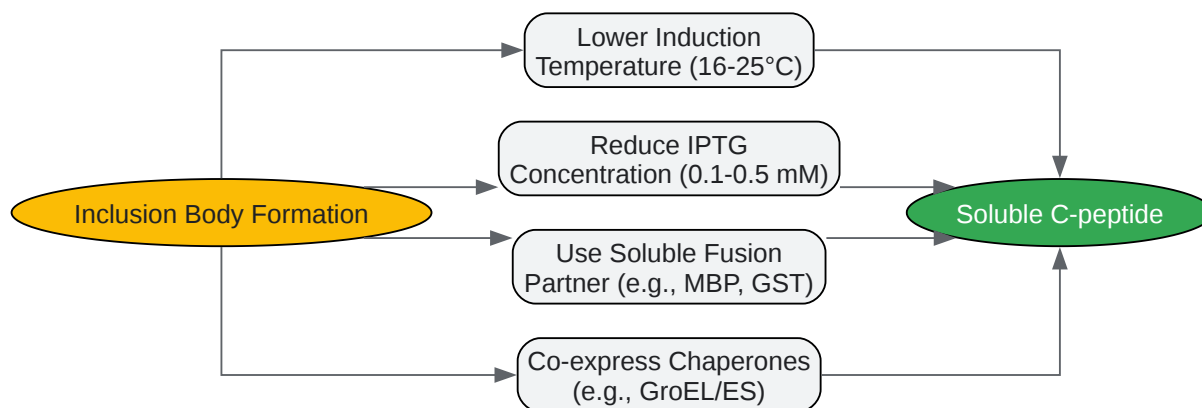 Lower Induction
Temperature (16-25°C)
Reduce IPTG
Concentration (0.1-0.5 mM)
Inclusion Body Formation
Soluble C-peptide
Use Soluble Fusion
Partner (e.g., MBP, GST)
Co-express Chaperones
(e.g., GroEL/ES)